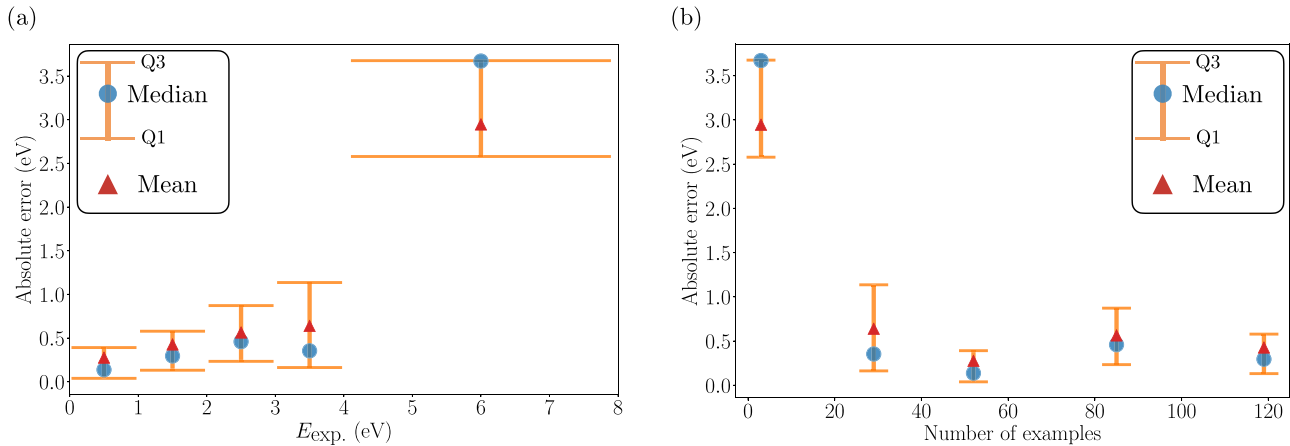 (a)
Q3
Median
Q1
Mean
Absolute error (eV)
3.5
3.0
2.5
2.0
1.5
1.0
0.5
0.0
0 1 2 3 4 5 6 7 8
E_exp. (eV)
(b)
Q3
Median
Q1
Mean
Absolute error (eV)
3.5
3.0
2.5
2.0
1.5
1.0
0.5
0.0
0 20 40 60 80 100 120
Number of examples